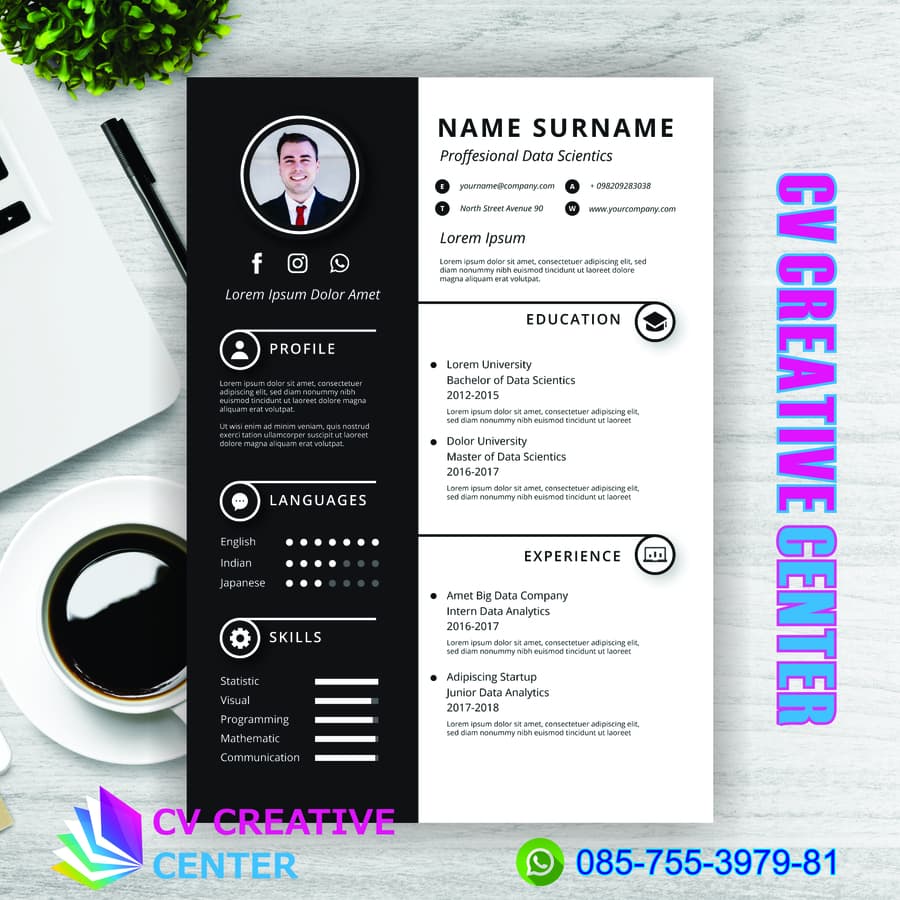 NAME SURNAME
Proffesional Data Scientics
E yourname@company.com A + 098209283038
T North Street Avenue 90 W www.yourcompany.com
Lorem Ipsum
Lorem ipsum dolor sit amet, consectetuer adipiscing elit, sed
diam nonummy nibh euismod tincidunt ut laoreet dolore
magna aliquam erat volutpat.
Lorem Ipsum Dolor Amet
PROFILE
Lorem ipsum dolor sit amet, consectetuer
adipiscing elit, sed diam nonummy nibh
euismod tincidunt ut laoreet dolore magna
aliquam erat volutpat.
Ut wisi enim ad minim veniam, quis nostrud
exerci tation ullamcorper suscipit ut laoreet
dolore magna aliquam erat volutpat.
LANGUAGES
English
Indian
Japanese
SKILLS
Statistic
Visual
Programming
Mathematic
Communication
EDUCATION
Lorem University
Bachelor of Data Scientics
2012-2015
Lorem ipsum dolor sit amet, consectetuer adipiscing elit,
sed diam nonummy nibh euismod tincidunt ut laoreet
Dolor University
Master of Data Scientics
2016-2017
Lorem ipsum dolor sit amet, consectetuer adipiscing elit,
sed diam nonummy nibh euismod tincidunt ut laoreet
EXPERIENCE
Amet Big Data Company
Intern Data Analytics
2016-2017
Lorem ipsum dolor sit amet, consectetuer adipiscing elit,
sed diam nonummy nibh euismod tincidunt ut laoreet
Adipiscing Startup
Junior Data Analytics
2017-2018
Lorem ipsum dolor sit amet, consectetuer adipiscing elit,
sed diam nonummy nibh euismod tincidunt ut laoreet
CV CREATIVE CENTER
CV CREATIVE
CENTER
085-755-3979-81